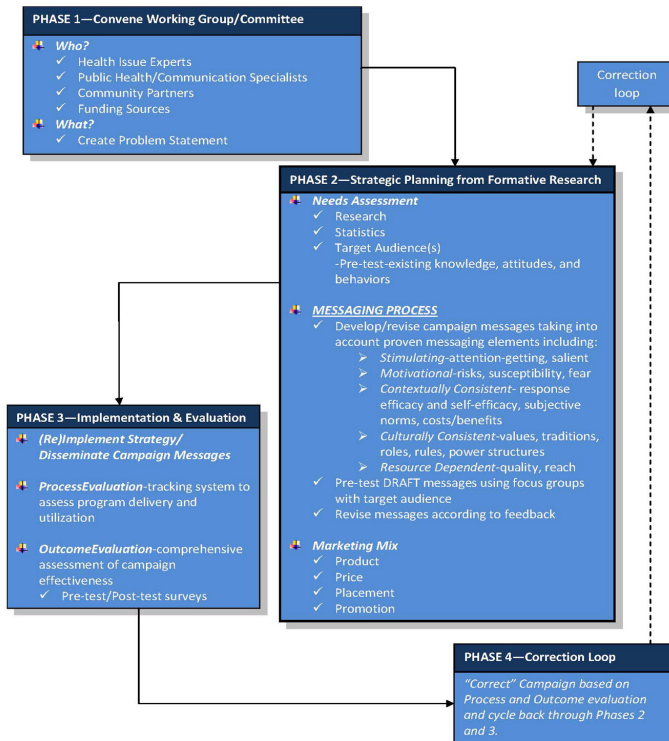 PHASE 1—Convene Working Group/Committee
Who?
✓ Health Issue Experts
✓ Public Health/Communication Specialists
✓ Community Partners
✓ Funding Sources
What?
✓ Create Problem Statement
Correction
loop
PHASE 2—Strategic Planning from Formative Research
Needs Assessment
✓ Research
✓ Statistics
✓ Target Audience(s)
-Pre-test-existing knowledge, attitudes, and
behaviors
MESSAGING PROCESS
✓ Develop/revise campaign messages taking into
account proven messaging elements including:
➢ Stimulating-attention-getting, salient
➢ Motivational-risks, susceptibility, fear
➢ Contextually Consistent- response
efficacy and self-efficacy, subjective
norms, costs/benefits
➢ Culturally Consistent-values, traditions,
roles, rules, power structures
➢ Resource Dependent-quality, reach
✓ Pre-test DRAFT messages using focus groups
with target audience
✓ Revise messages according to feedback
Marketing Mix
✓ Product
✓ Price
✓ Placement
✓ Promotion
PHASE 3—Implementation & Evaluation
(Re)Implement Strategy/
Disseminate Campaign Messages
ProcessEvaluation-tracking system to
assess program delivery and
utilization
OutcomeEvaluation-comprehensive
assessment of campaign
effectiveness
✓ Pre-test/Post-test surveys
PHASE 4—Correction Loop
“Correct” Campaign based on
Process and Outcome evaluation
and cycle back through Phases 2
and 3.